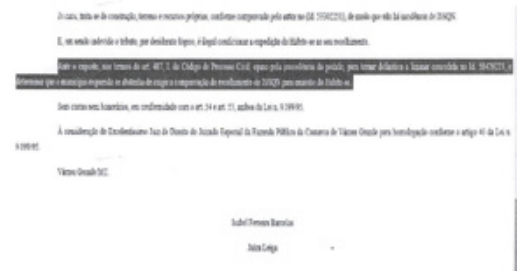 In casu, trata-se de construção, terreno e recursos próprios, conforme comprovado pelo autor no (Id. 55302251), de modo que não há incidência de ISSQN.
E, em sendo indevido o tributo, por desiderato lógico, é ilegal condicionar a expedição do Habite-se ao seu recolhimento.
Ante o exposto, nos termos do art. 487, I, do Código de Processo Civil, opino pela procedência do pedido, para tornar definitiva a liminar concedida no Id. e
determinar que o município requerido se abstenha de exigir a comprovação do recolhimento do ISSQN para emissão do Habite-se.
Sem custas nem honorários, em conformidade com o art. 54 e art. 55, ambos da Lei n. 9.099/95.
À consideração do Excelentíssimo Juiz de Direito do Juizado Especial da Fazenda Pública da Comarca de Várzea Grande para homologação conforme o artigo 40 da Lei n.
9.099/95.
Várzea Grande/MT.
Isabel Ferreira
Juíza Leiga